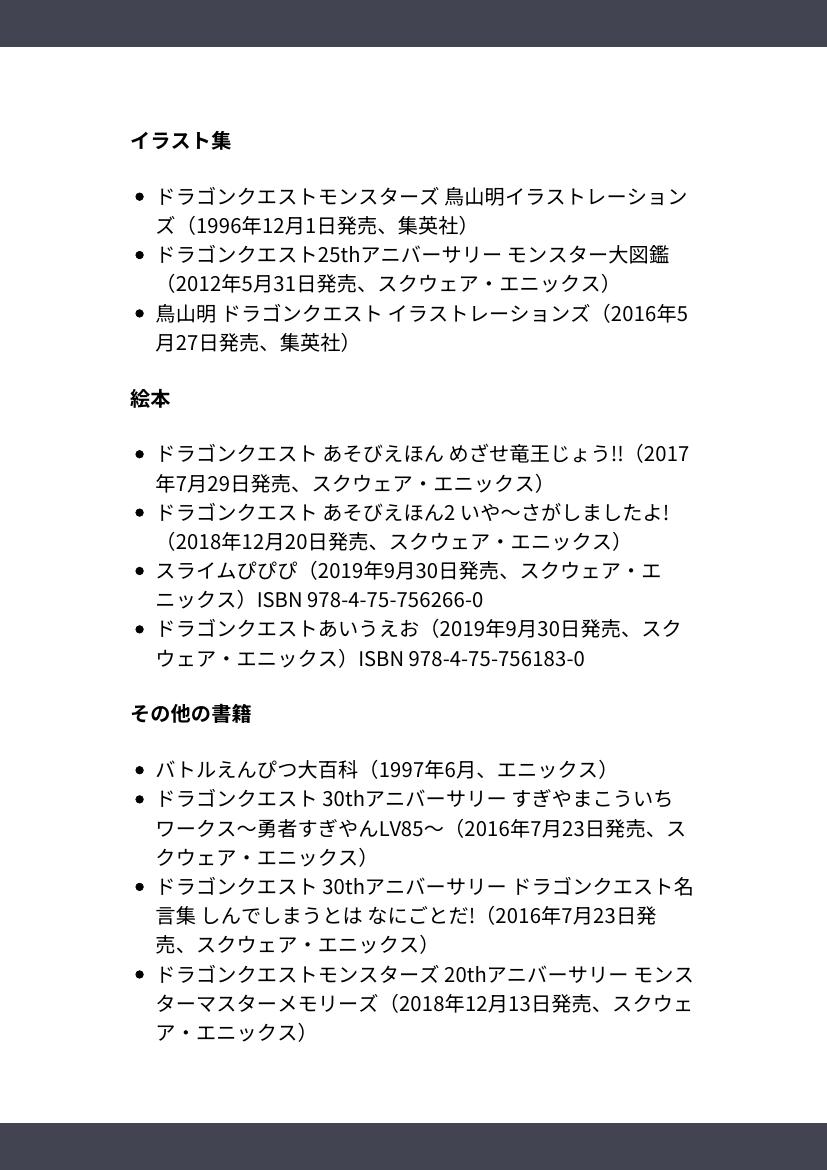 イラスト集
• ドラゴンクエストモンスターズ 鳥山明イラストレーション
ズ（1996年12月1日発売、集英社）
• ドラゴンクエスト25thアニバーサリー モンスター大図鑑
（2012年5月31日発売、スクウェア・エニックス）
• 鳥山明 ドラゴンクエスト イラストレーションズ（2016年5
月27日発売、集英社）
絵本
• ドラゴンクエスト あそびえほん めざせ竜王じょう!!（2017
年7月29日発売、スクウェア・エニックス）
• ドラゴンクエスト あそびえほん2 いや〜さがしましたよ!
（2018年12月20日発売、スクウェア・エニックス）
• スライムぴぴぴ（2019年9月30日発売、スクウェア・エ
ニックス）ISBN 978-4-75-756266-0
• ドラゴンクエストあいうえお（2019年9月30日発売、スク
ウェア・エニックス）ISBN 978-4-75-756183-0
その他の書籍
• バトルえんぴつ大百科（1997年6月、エニックス）
• ドラゴンクエスト 30thアニバーサリー すぎやまこういち
ワークス〜勇者すぎやんLV85〜（2016年7月23日発売、ス
クウェア・エニックス）
• ドラゴンクエスト 30thアニバーサリー ドラゴンクエスト名
言集 しんでしまうとは なにごとだ!（2016年7月23日発
売、スクウェア・エニックス）
• ドラゴンクエストモンスターズ 20thアニバーサリー モンス
ターマスターメモリーズ（2018年12月13日発売、スクウェ
ア・エニックス）